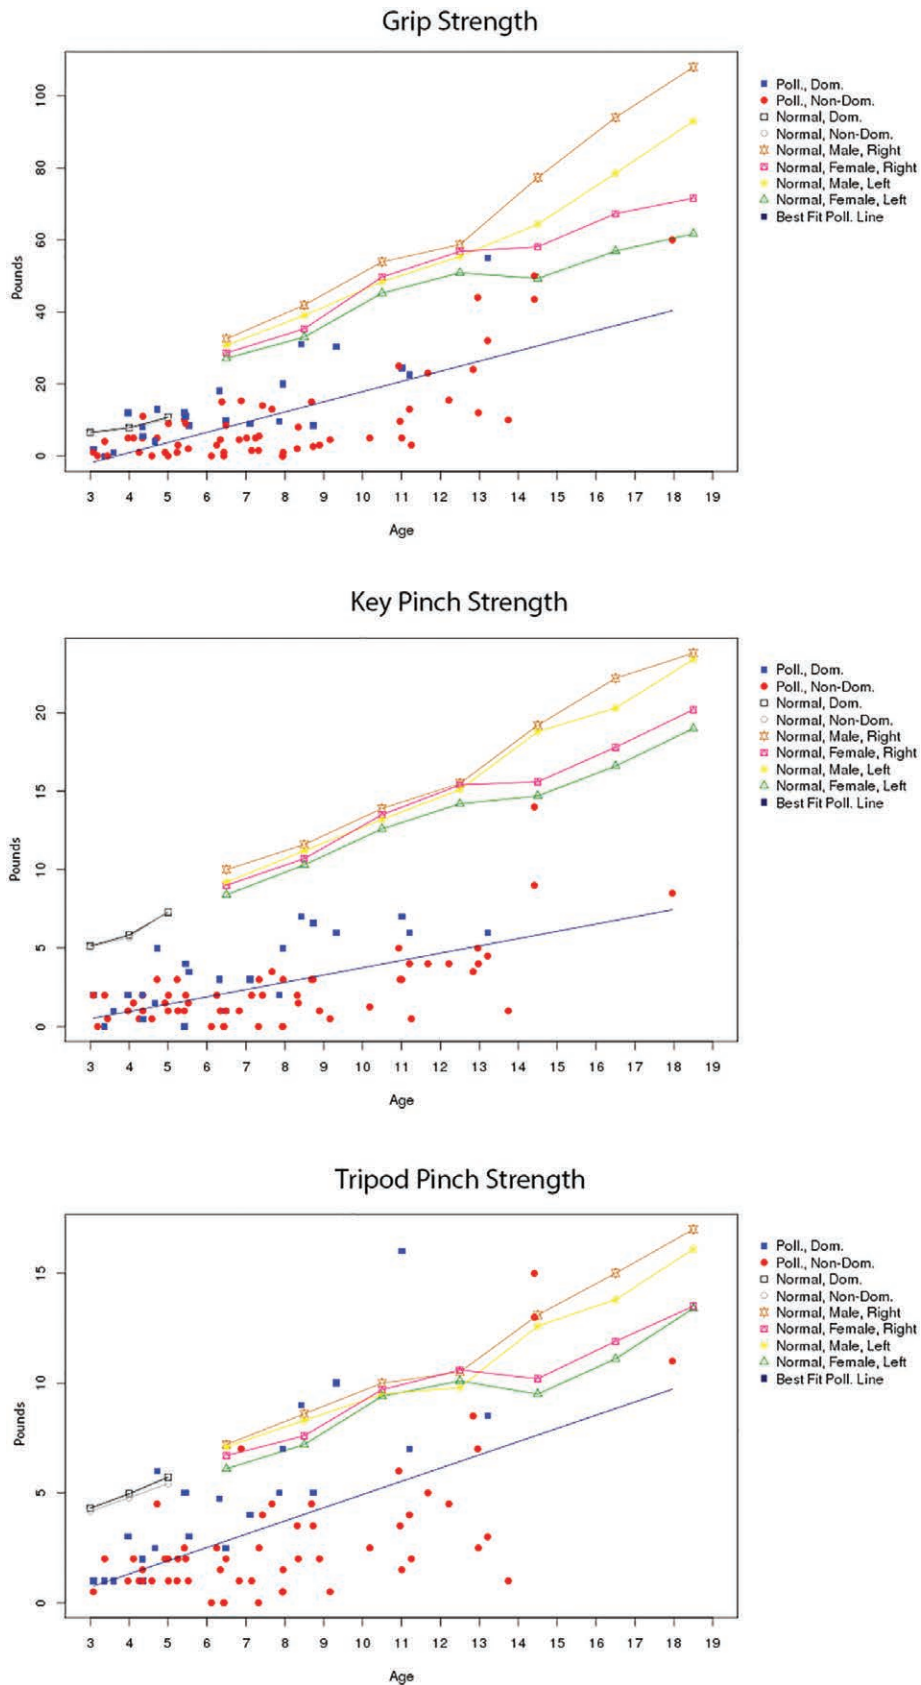 Grip Strength
100
80
60
40
20
0
Pounds
3 4 5 6 7 8 9 10 11 12 13 14 15 16 17 18 19
Age
Poll., Dom.
Poll., Non-Dom.
Normal, Dom.
Normal, Non-Dom.
Normal, Male, Right
Normal, Female, Right
Normal, Male, Left
Normal, Female, Left
Best Fit Poll. Line
Key Pinch Strength
20
15
10
5
0
Pounds
3 4 5 6 7 8 9 10 11 12 13 14 15 16 17 18 19
Age
Poll., Dom.
Poll., Non-Dom.
Normal, Dom.
Normal, Non-Dom.
Normal, Male, Right
Normal, Female, Right
Normal, Male, Left
Normal, Female, Left
Best Fit Poll. Line
Tripod Pinch Strength
15
10
5
0
Pounds
3 4 5 6 7 8 9 10 11 12 13 14 15 16 17 18 19
Age
Poll., Dom.
Poll., Non-Dom.
Normal, Dom.
Normal, Non-Dom.
Normal, Male, Right
Normal, Female, Right
Normal, Male, Left
Normal, Female, Left
Best Fit Poll. Line